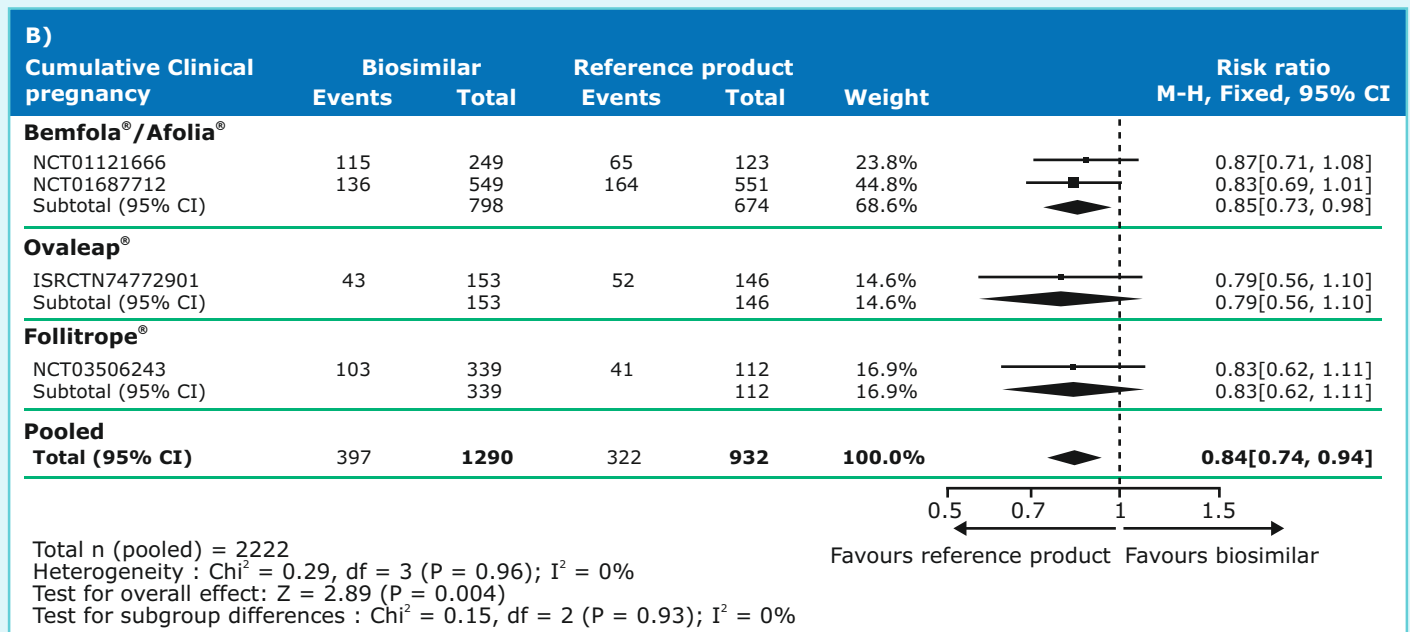 B)
Cumulative Clinical pregnancy Biosimilar Events Total Reference product Events Total Weight Risk ratio M-H, Fixed, 95% CI
Bemfola®/Afolia®
NCT01121666 115 249 65 123 23.8% 0.87[0.71, 1.08]
NCT01687712 136 549 164 551 44.8% 0.83[0.69, 1.01]
Subtotal (95% CI) 798 674 68.6% 0.85[0.73, 0.98]
Ovaleap®
ISRCTN74772901 43 153 52 146 14.6% 0.79[0.56, 1.10]
Subtotal (95% CI) 153 146 14.6% 0.79[0.56, 1.10]
Follitrope®
NCT03506243 103 339 41 112 16.9% 0.83[0.62, 1.11]
Subtotal (95% CI) 339 112 16.9% 0.83[0.62, 1.11]
Pooled
Total (95% CI) 397 1290 322 932 100.0% 0.84[0.74, 0.94]
0.5 0.7 1 1.5
Favours reference product Favours biosimilar
Total n (pooled) = 2222
Heterogeneity : Chi² = 0.29, df = 3 (P = 0.96); I² = 0%
Test for overall effect: Z = 2.89 (P = 0.004)
Test for subgroup differences : Chi² = 0.15, df = 2 (P = 0.93); I² = 0%